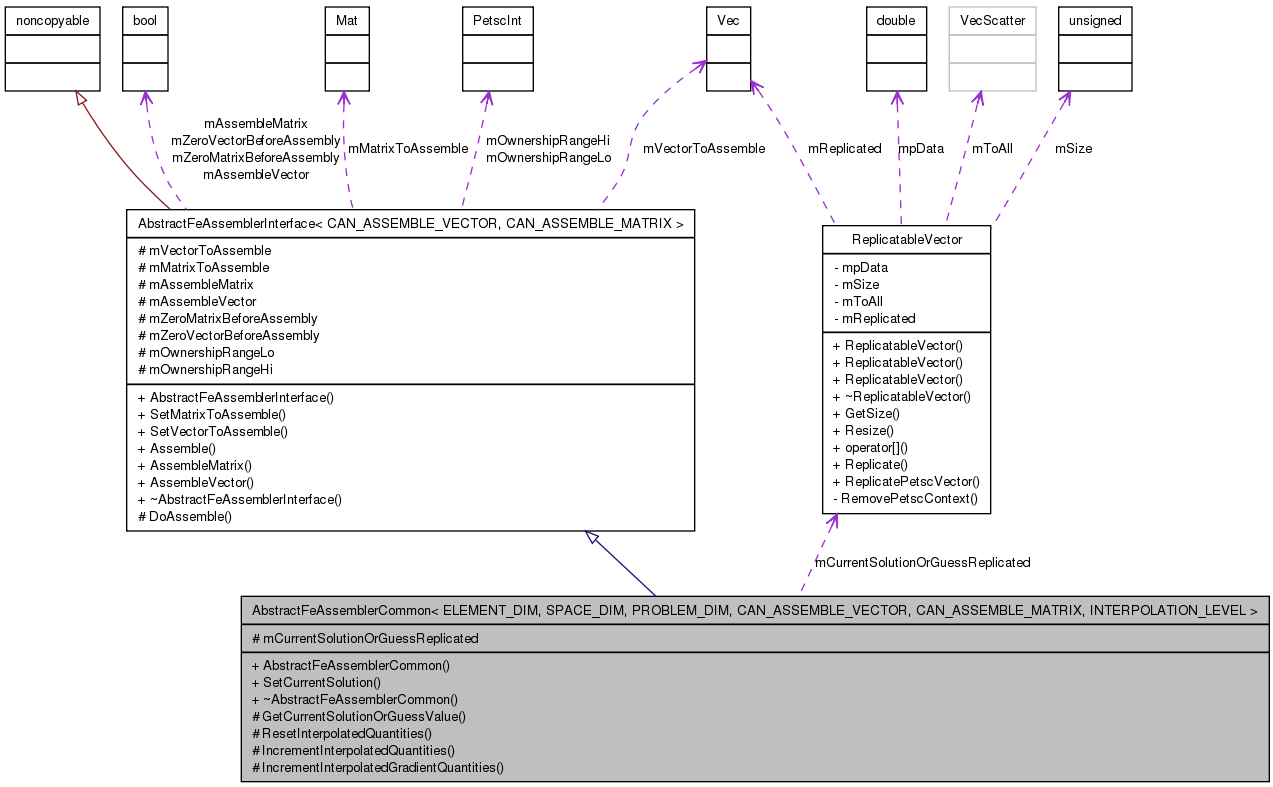 noncopyable
bool
Mat
PetscInt
Vec
double
VecScatter
unsigned
mAssembleMatrix
mZeroVectorBeforeAssembly
mZeroMatrixBeforeAssembly
mAssembleVector
mMatrixToAssemble
mOwnershipRangeHi
mOwnershipRangeLo
mVectorToAssemble
mReplicated
mpData
mToAll
mSize
AbstractFeAssemblerInterface< CAN_ASSEMBLE_VECTOR, CAN_ASSEMBLE_MATRIX >
# mVectorToAssemble
# mMatrixToAssemble
# mAssembleMatrix
# mAssembleVector
# mZeroMatrixBeforeAssembly
# mZeroVectorBeforeAssembly
# mOwnershipRangeLo
# mOwnershipRangeHi
+ AbstractFeAssemblerInterface()
+ SetMatrixToAssemble()
+ SetVectorToAssemble()
+ Assemble()
+ AssembleMatrix()
+ AssembleVector()
+ ~AbstractFeAssemblerInterface()
# DoAssemble()
ReplicatableVector
- mpData
- mSize
- mToAll
- mReplicated
+ ReplicatableVector()
+ ReplicatableVector()
+ ReplicatableVector()
+ ~ReplicatableVector()
+ GetSize()
+ Resize()
+ operator[]()
+ Replicate()
+ ReplicatePetscVector()
- RemovePetscContext()
mCurrentSolutionOrGuessReplicated
AbstractFeAssemblerCommon< ELEMENT_DIM, SPACE_DIM, PROBLEM_DIM, CAN_ASSEMBLE_VECTOR, CAN_ASSEMBLE_MATRIX, INTERPOLATION_LEVEL >
# mCurrentSolutionOrGuessReplicated
+ AbstractFeAssemblerCommon()
+ SetCurrentSolution()
+ ~AbstractFeAssemblerCommon()
# GetCurrentSolutionOrGuessValue()
# ResetInterpolatedQuantities()
# IncrementInterpolatedQuantities()
# IncrementInterpolatedGradientQuantities()